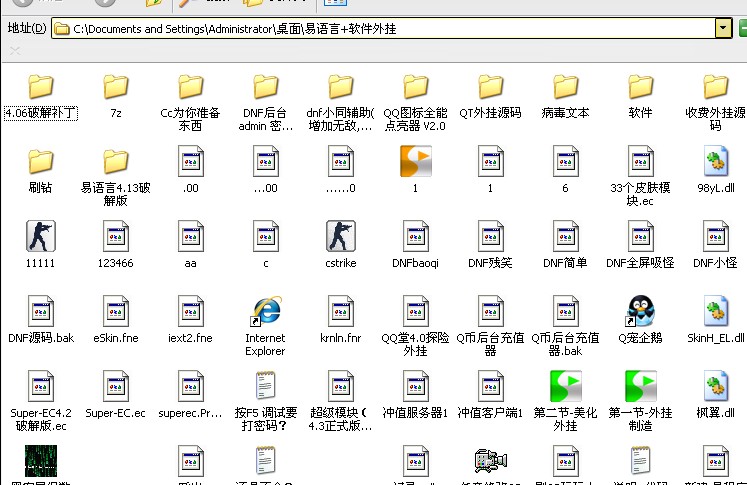 地址(D) C:\Documents and Settings\Administrator\桌面\易语言+软件外挂
4.06破解补丁 7z Cc为你准备 DNF后台 dnf小同辅助( QQ图标全能 QT外挂源码 病毒文本 软件 收费外挂源
东西 admin 密... 增加无敌,... 点亮器 V2.0 码
刷钻 易语言4.13破 .00 ...00 ......0 1 1 6 33个皮肤模 98yL.dll
解版 块.ec
11111 123466 aa c cstrike DNFbaoqi DNF残笑 DNF简单 DNF全屏吸怪 DNF小怪
DNF源码.bak eSkin.fne iext2.fne Internet krnln.fnr QQ堂4.0探险 Q币后台充值 Q币后台充值 Q宠企鹅 SkinH_EL.dll
Explorer 外挂 器 器.bak
Super-EC4.2 Super-EC.ec superec.Pr... 按F5 调试要 超级模块( 冲值服务器1 冲值客户端1 第二节-美化 第一节-外挂 枫翼.dll
破解版.ec 打密码? 4.3正式版... 外挂 制造